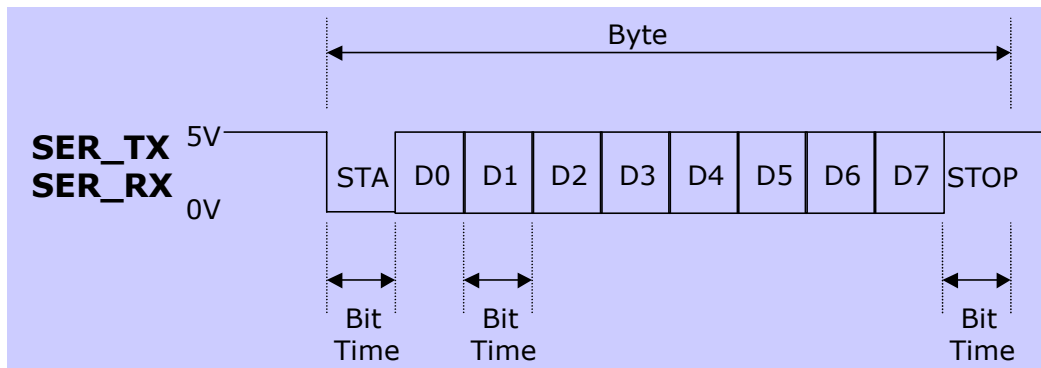 Byte
SER_TX
SER_RX
5V
0V
STA D0 D1 D2 D3 D4 D5 D6 D7 STOP
Bit
Time
Bit
Time
Bit
Time